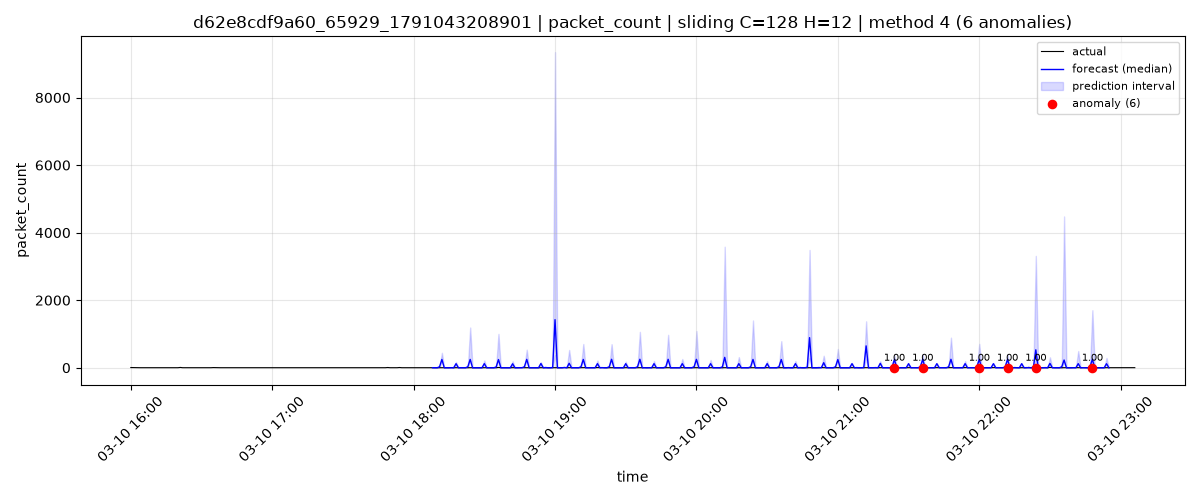 d62e8cdf9a60_65929_1791043208901 | packet_count | sliding C=128 H=12 | method 4 (6 anomalies)
actual
forecast (median)
prediction interval
anomaly (6)
packet_count
8000
6000
4000
2000
0
1.00 1.00 1.00 1.00 1.00 1.00
03-10 16:00 03-10 17:00 03-10 18:00 03-10 19:00 03-10 20:00 03-10 21:00 03-10 22:00 03-10 23:00
time